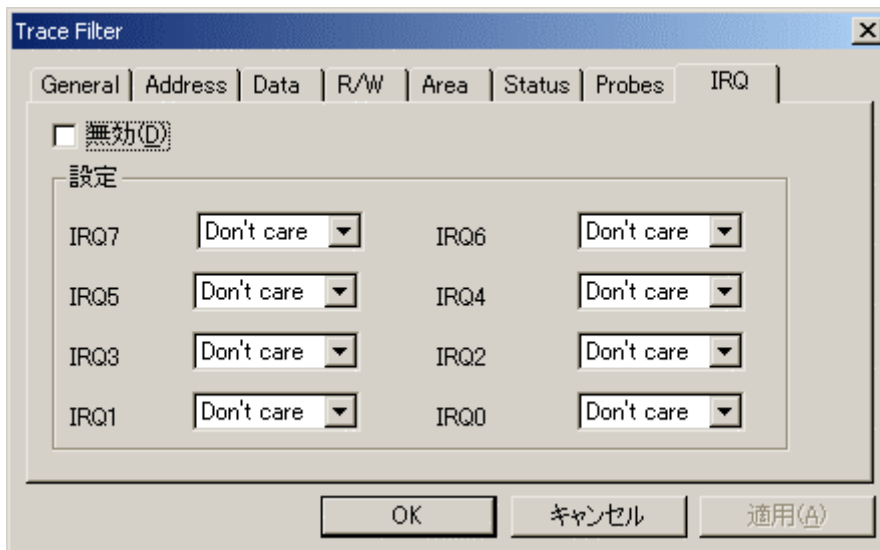 Trace Filter
General Address Data R/W Area Status Probes IRQ
無効(D)
設定
IRQ7 Don't care IRQ6 Don't care
IRQ5 Don't care IRQ4 Don't care
IRQ3 Don't care IRQ2 Don't care
IRQ1 Don't care IRQ0 Don't care
OK キャンセル 適用(A)